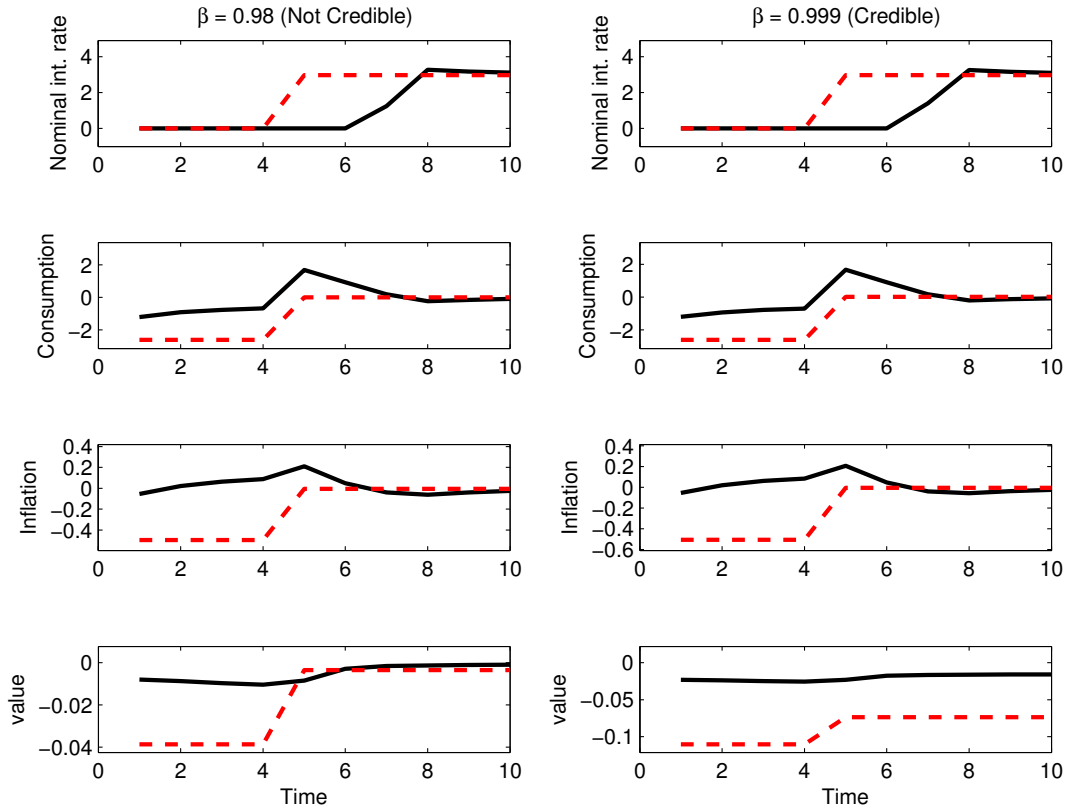 β = 0.98 (Not Credible)
Nominal int. rate
4
2
0
0 2 4 6 8 10
Consumption
2
0
−2
0 2 4 6 8 10
Inflation
0.4
0.2
0
−0.2
−0.4
0 2 4 6 8 10
value
0
−0.02
−0.04
0 2 4 6 8 10
Time
β = 0.999 (Credible)
Nominal int. rate
4
2
0
0 2 4 6 8 10
Consumption
2
0
−2
0 2 4 6 8 10
Inflation
0.4
0.2
0
−0.2
−0.4
−0.6
0 2 4 6 8 10
value
0
−0.05
−0.1
0 2 4 6 8 10
Time